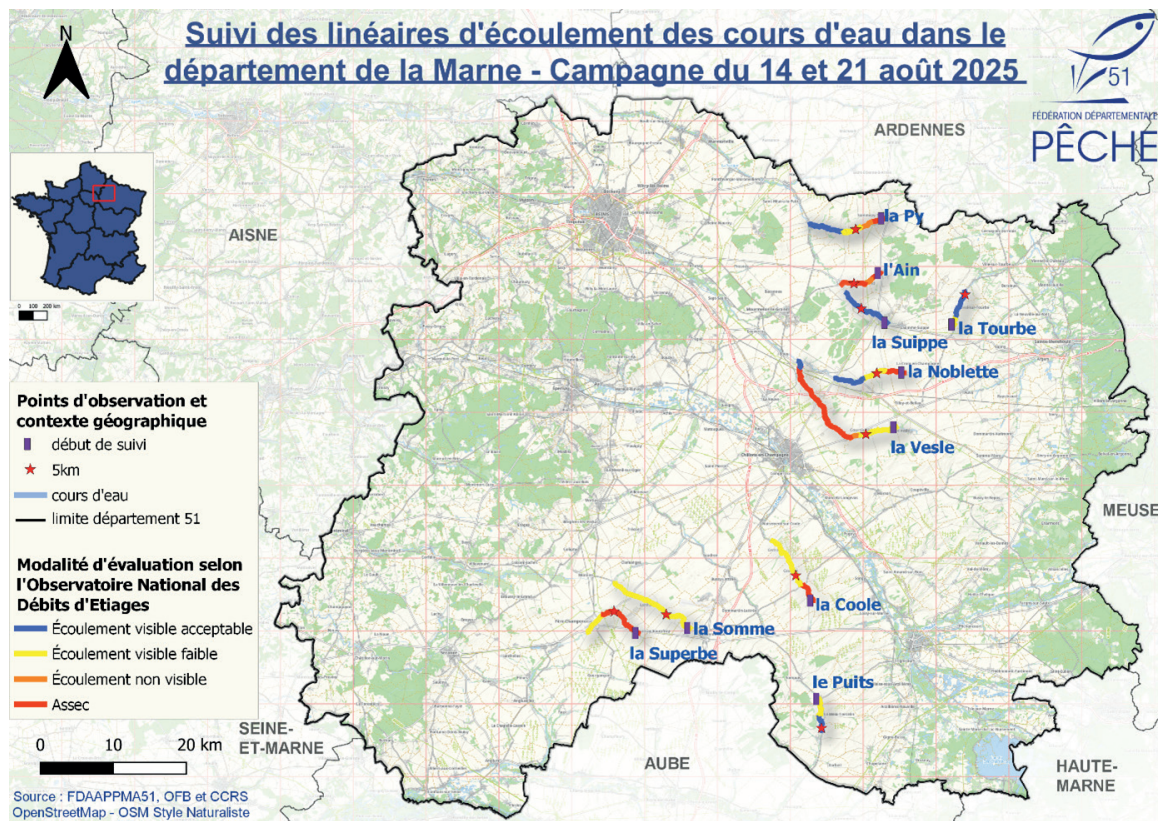 Suivi des linéaires d'écoulement des cours d'eau dans le
département de la Marne - Campagne du 14 et 21 août 2025
N
51
FÉDÉRATION DÉPARTEMENTALE
PÊCHE
ARDENNES
AISNE
0 100 200 km
la Py
l'Ain
la Suippe
la Tourbe
la Noblette
la Vesle
MEUSE
la Coole
la Somme
la Superbe
le Puits
Points d'observation et
contexte géographique
début de suivi
5km
cours d'eau
limite département 51
Modalité d'évaluation selon
l'Observatoire National des
Débits d'Etiages
Écoulement visible acceptable
Écoulement visible faible
Écoulement non visible
Assec
SEINE-
ET-MARNE
AUBE
HAUTE-
MARNE
0 10 20 km
Source : FDAAPPMA51, OFB et CCRS
OpenStreetMap - OSM Style Naturaliste